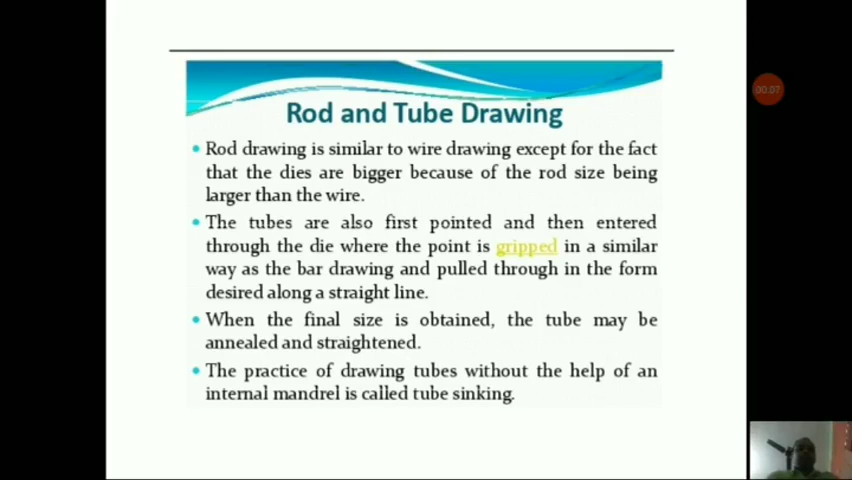 Rod and Tube Drawing
• Rod drawing is similar to wire drawing except for the fact
that the dies are bigger because of the rod size being
larger than the wire.
• The tubes are also first pointed and then entered
through the die where the point is gripped in a similar
way as the bar drawing and pulled through in the form
desired along a straight line.
• When the final size is obtained, the tube may be
annealed and straightened.
• The practice of drawing tubes without the help of an
internal mandrel is called tube sinking.
00:07